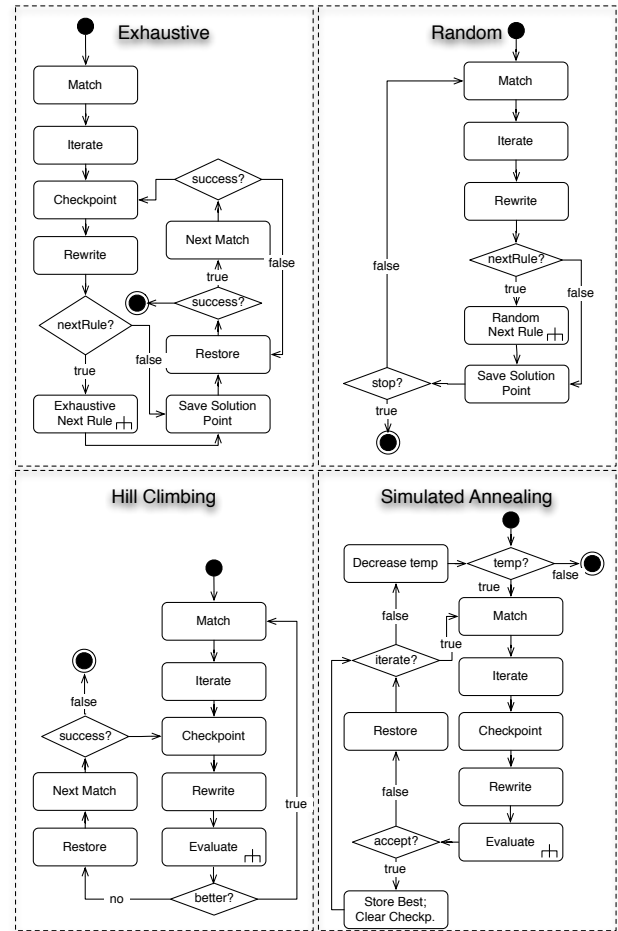 Exhaustive
Match
Iterate
Checkpoint
success?
Rewrite
Next Match
false
true
success?
nextRule?
false
Restore
true
Exhaustive
Next Rule
Save Solution
Point
Random
Match
Iterate
Rewrite
false
nextRule?
true
false
Random
Next Rule
stop?
Save Solution
Point
true
Hill Climbing
Match
Iterate
false
success?
Checkpoint
Next Match
Rewrite
true
Restore
Evaluate
no
better?
Simulated Annealing
Decrease temp
temp?
false
true
false
Match
true
iterate?
Iterate
Restore
Checkpoint
false
Rewrite
accept?
Evaluate
true
Store Best;
Clear Checkp.